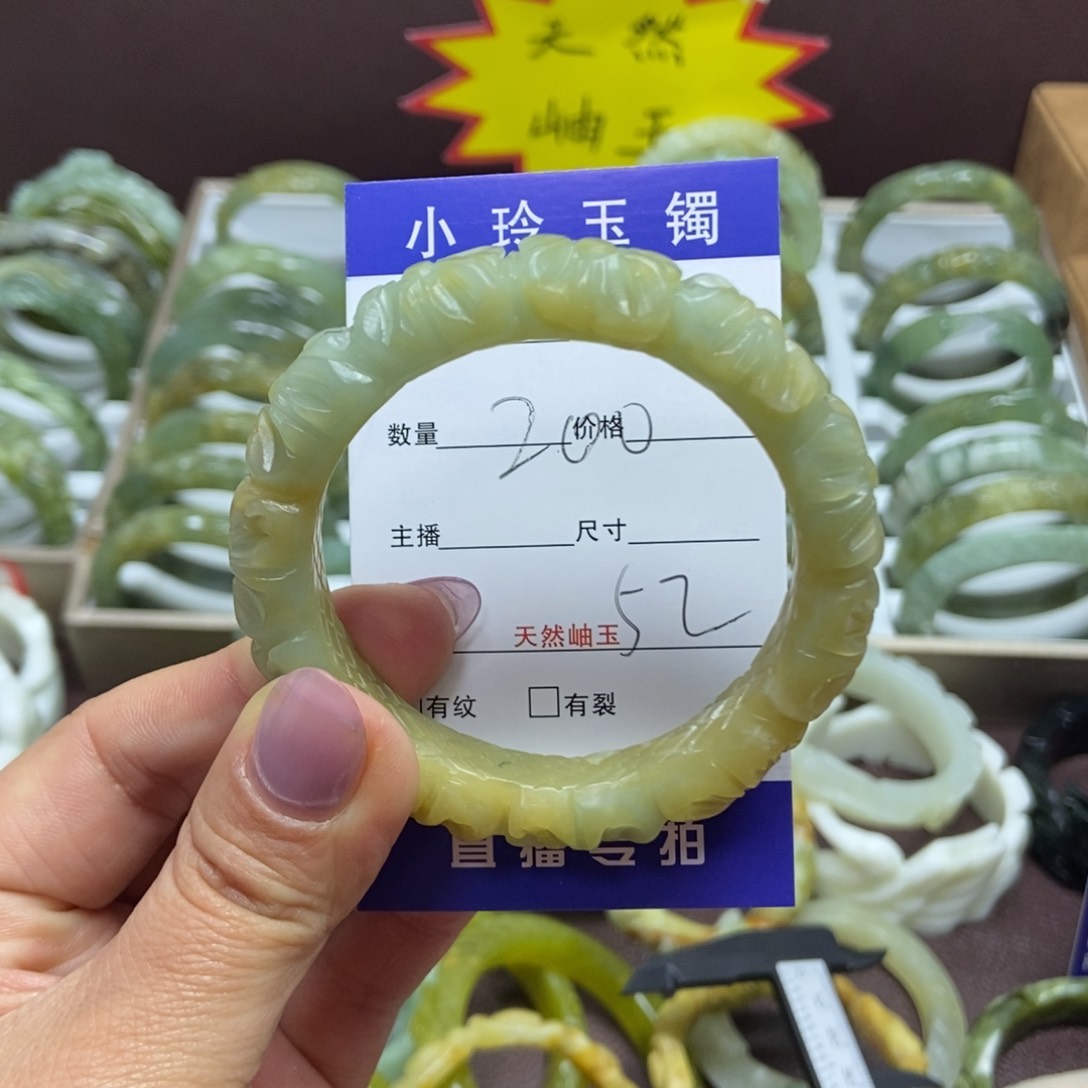 天然
岫玉
小玲玉镯
数量 200 价格
主播 尺寸
天然岫玉 52
有纹 有裂
直播专拍